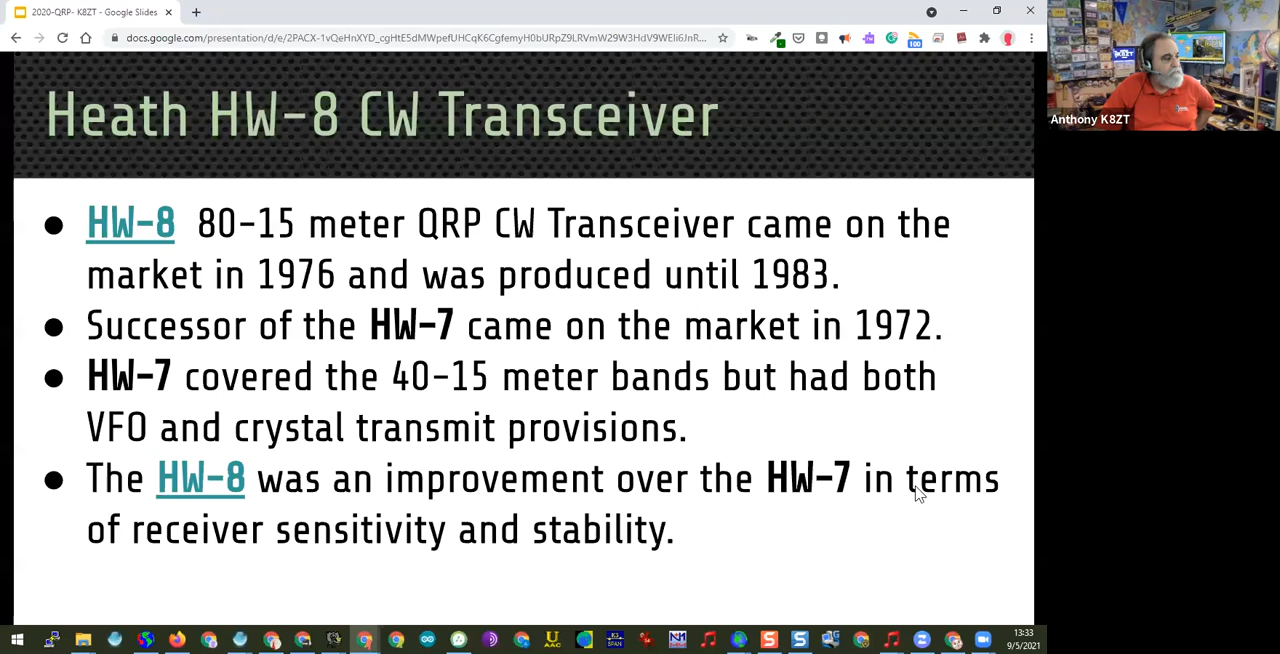 2020-QRP- K8ZT - Google Slides
docs.google.com/presentation/d/e/2PACX-1vQeHnXYD_cgHtE5dMWpefUHCqK6CgfemyH0bURpZ9LRVmW29W3HdV9WEli6JnR...
100
Anthony K8ZT
Heath HW-8 CW Transceiver
● HW-8 80-15 meter QRP CW Transceiver came on the
market in 1976 and was produced until 1983.
● Successor of the HW-7 came on the market in 1972.
● HW-7 covered the 40-15 meter bands but had both
VFO and crystal transmit provisions.
● The HW-8 was an improvement over the HW-7 in terms
of receiver sensitivity and stability.
13:33
9/5/2021